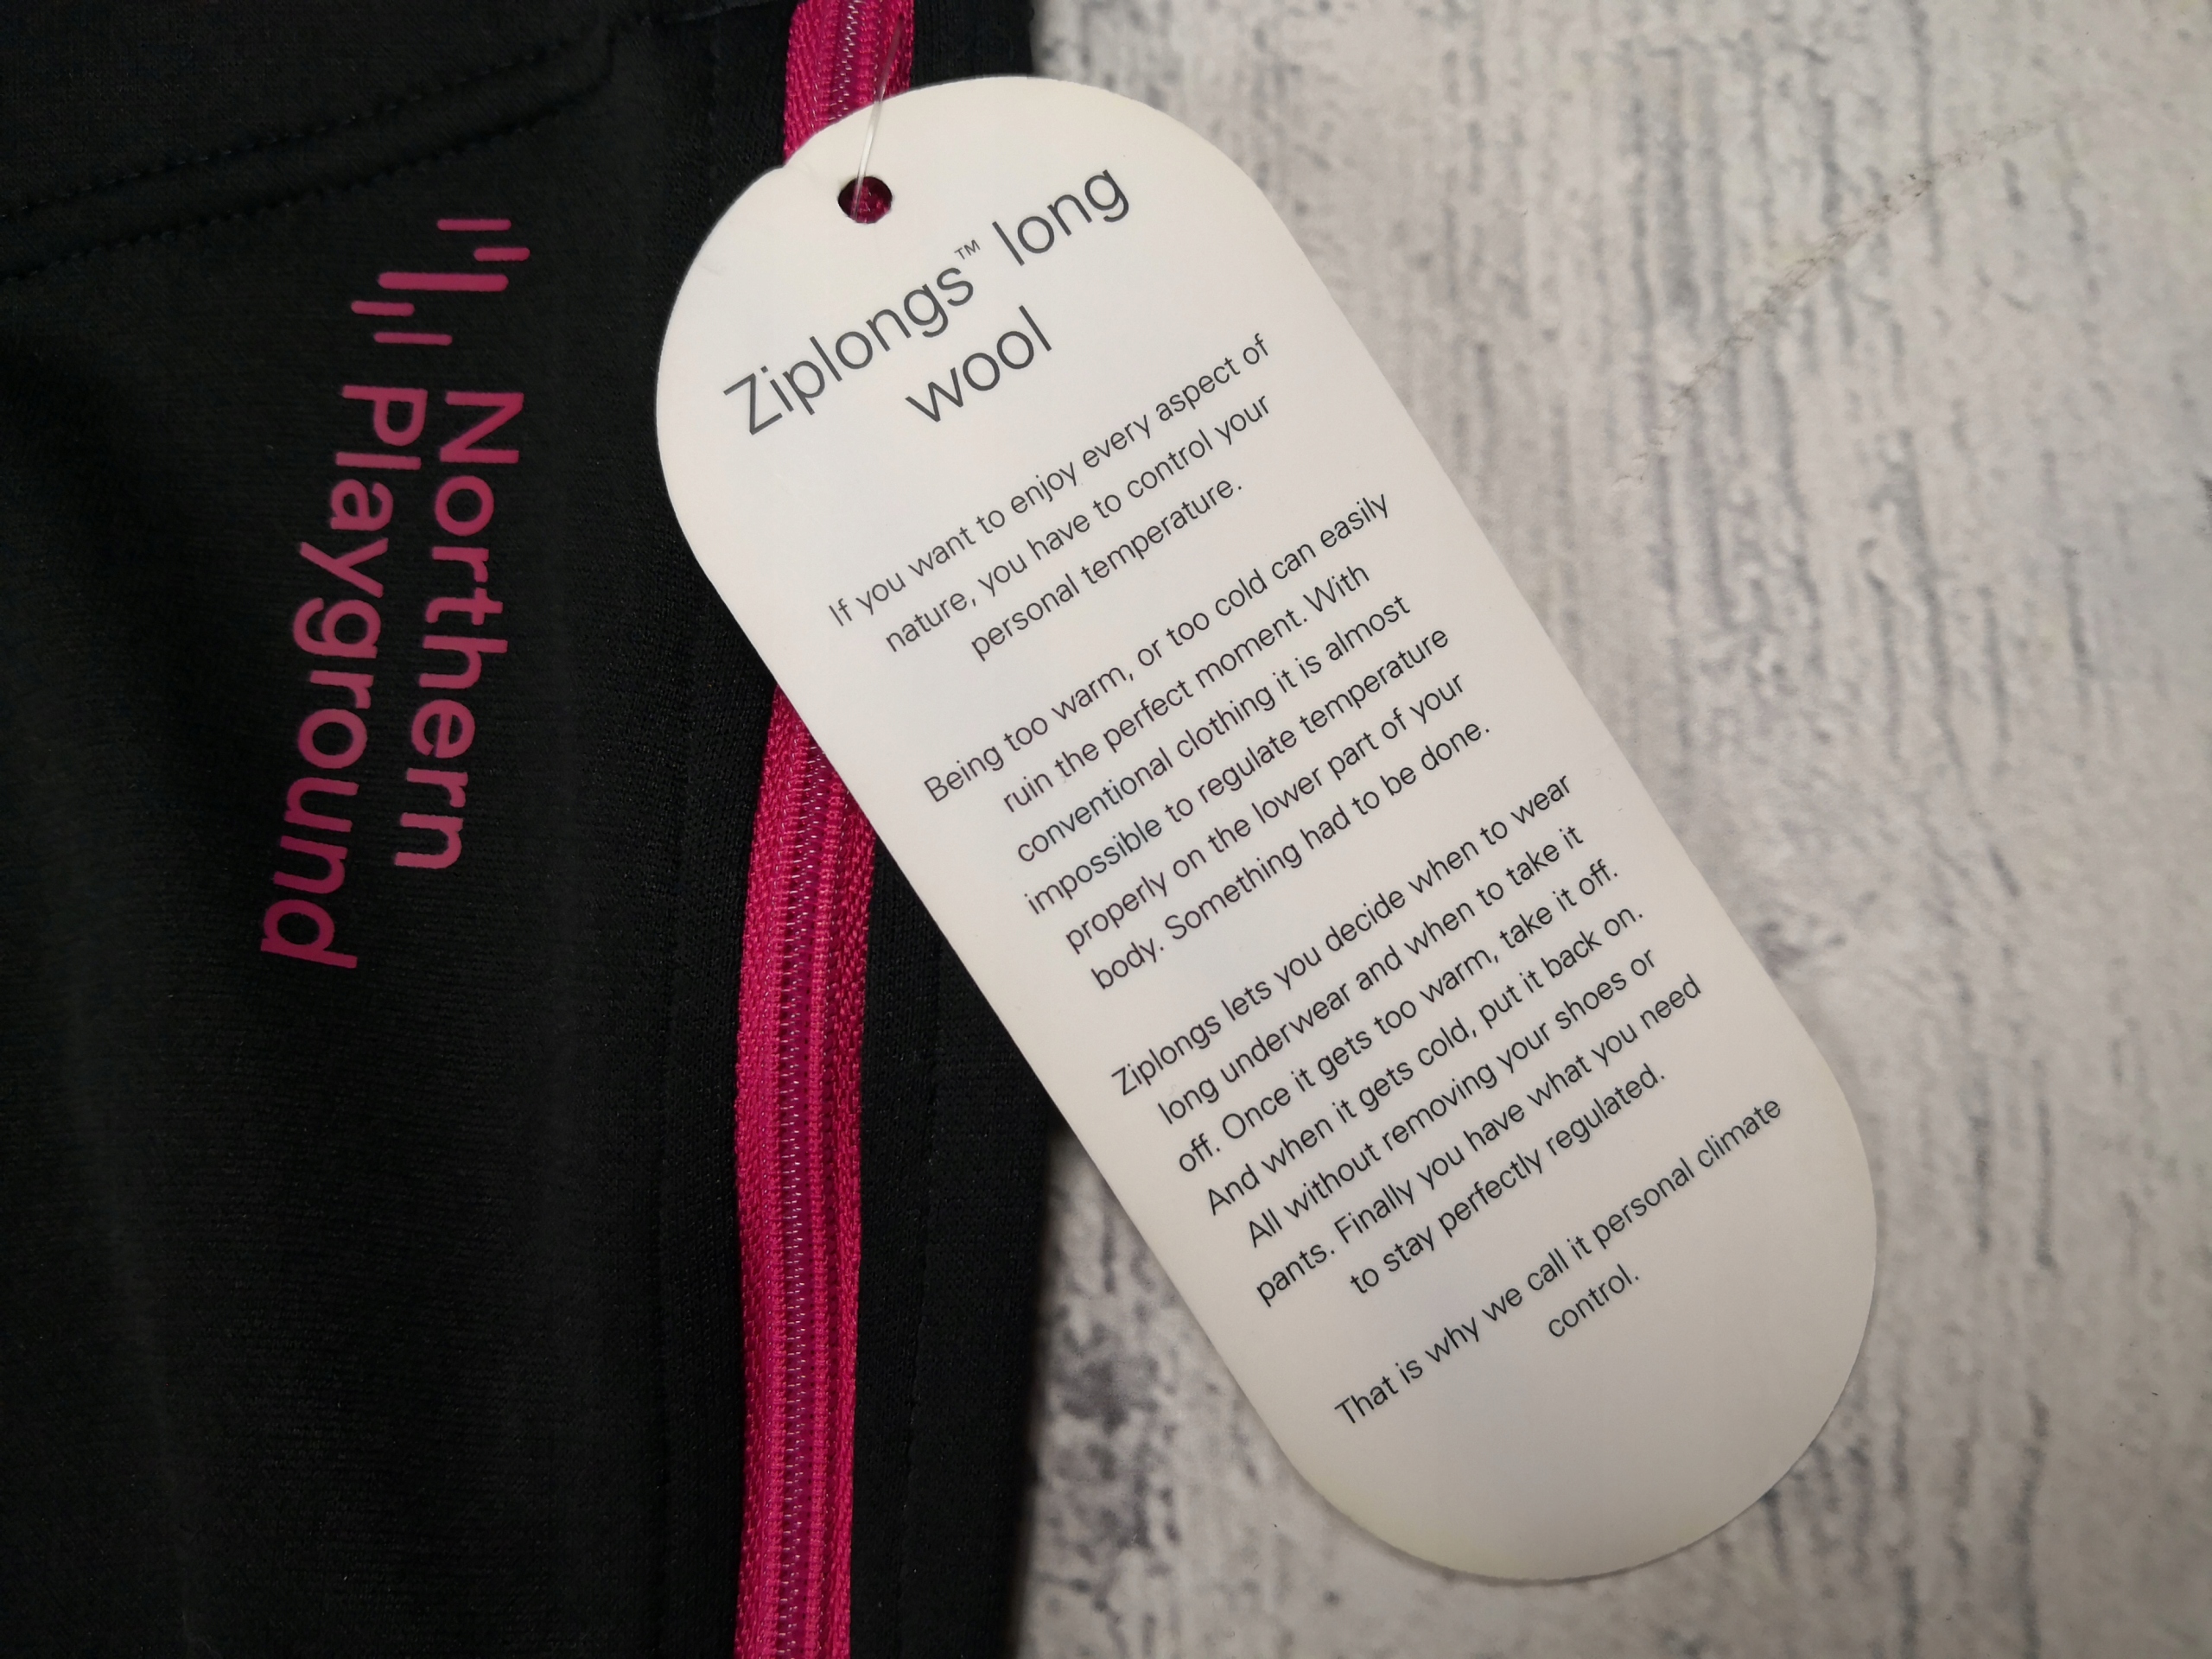 Northern
Playground
Ziplongs™ long
wool
If you want to enjoy every aspect of
nature, you have to control your
personal temperature.
Being too warm, or too cold can easily
ruin the perfect moment. With
conventional clothing it is almost
impossible to regulate temperature
properly on the lower part of your
body. Something had to be done.
Ziplongs lets you decide when to wear
long underwear and when to take it
off. Once it gets too warm, take it off.
And when it gets cold, put it back on.
All without removing your shoes or
pants. Finally you have what you need
to stay perfectly regulated.
That is why we call it personal climate
control.